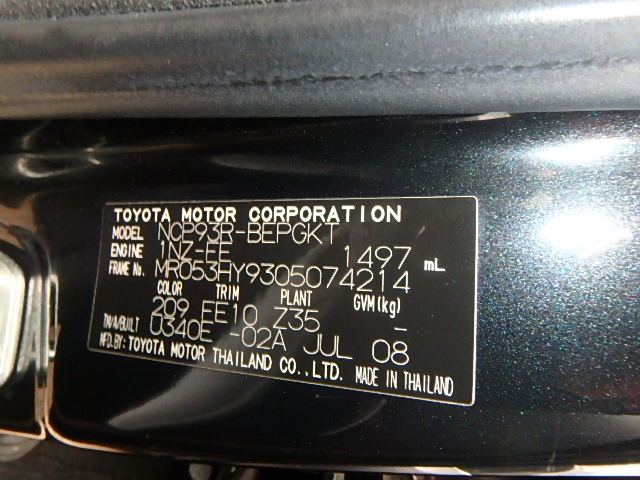 TOYOTA MOTOR CORPORATION
MODEL NCP93R-BEPGKT
ENGINE 1NZ-FE 1497 mL
FRAME No. MR053HY9305074214
COLOR TRIM PLANT GVM(kg)
209 FE10 Z35 -
TM/A/BUILT U340E -02A JUL 08
MFD.BY: TOYOTA MOTOR THAILAND CO.,LTD. MADE IN THAILAND